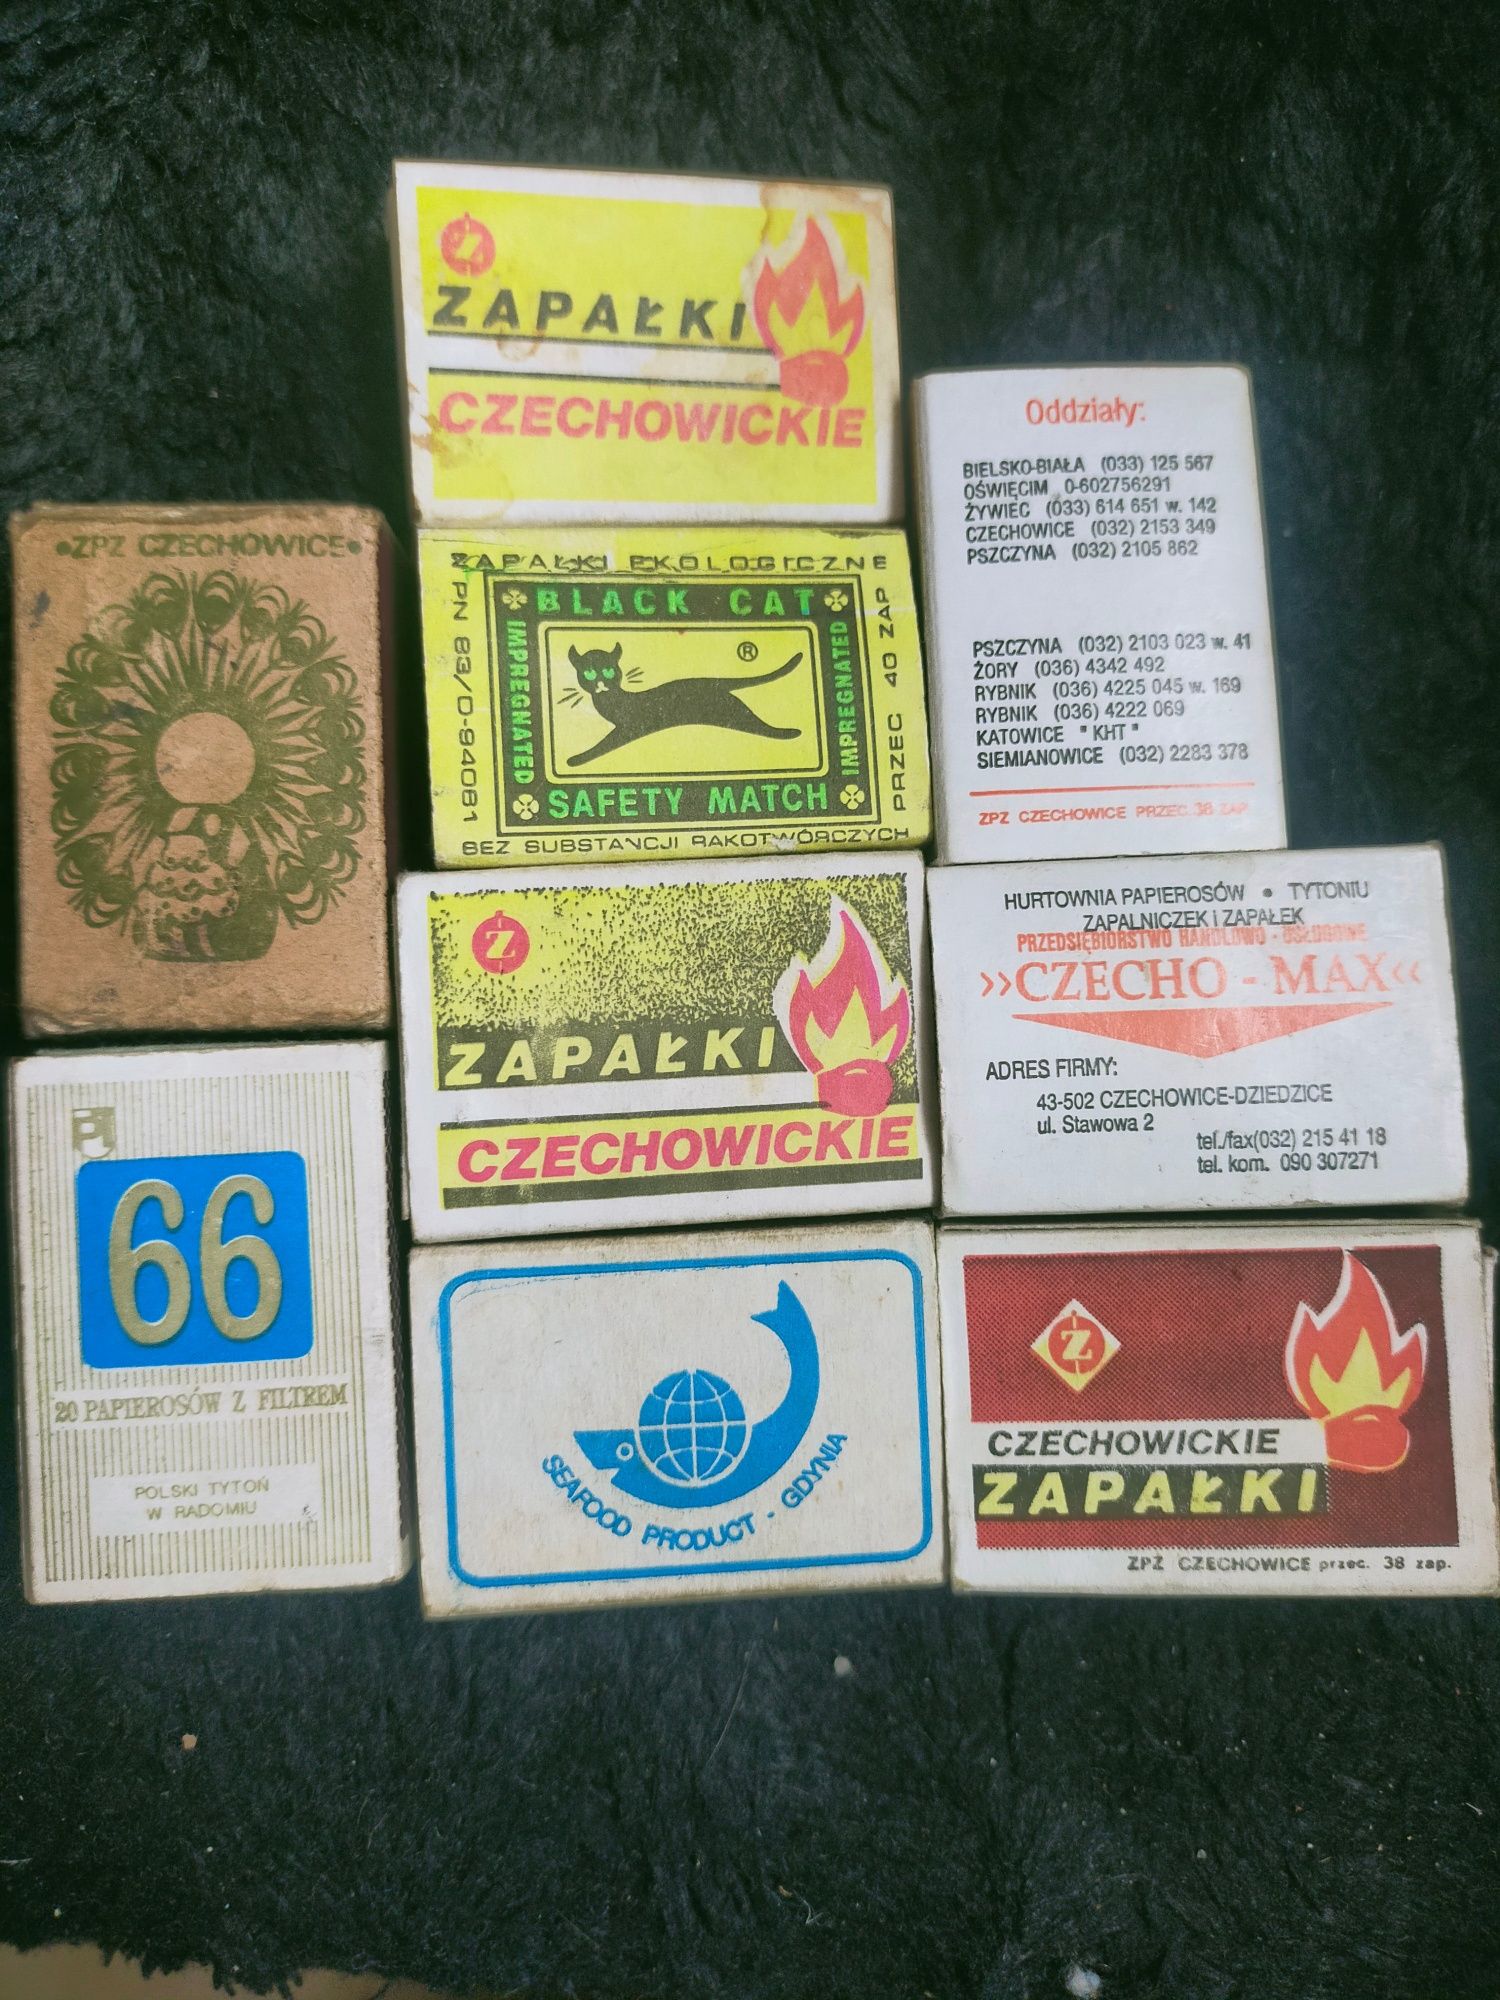 Z
ZAPAŁKI
CZECHOWICKIE
•ZPZ CZECHOWICE•
ZAPAŁKI EKOLOGICZNE
PN 83/0-94081
BLACK CAT
IMPREGNATED
®
IMPREGNATED
PRZEC 40 ZAP
SAFETY MATCH
BEZ SUBSTANCJI RAKOTWÓRCZYCH
Oddziały:
BIELSKO-BIAŁA (033) 125 567
OŚWIĘCIM 0-602756291
ŻYWIEC (033) 614 651 w. 142
CZECHOWICE (032) 2153 349
PSZCZYNA (032) 2105 862
PSZCZYNA (032) 2103 023 w. 41
ŻORY (036) 4342 492
RYBNIK (036) 4225 045 w. 169
RYBNIK (036) 4222 069
KATOWICE "KHT"
SIEMIANOWICE (032) 2283 378
ZPZ CZECHOWICE PRZEC. 38 ZAP.
Z
ZAPAŁKI
CZECHOWICKIE
HURTOWNIA PAPIEROSÓW • TYTONIU
ZAPALNICZEK i ZAPAŁEK
PRZEDSIĘBIORSTWO HANDLOWO - USŁUGOWE
››CZECHO - MAX‹‹
ADRES FIRMY:
43-502 CZECHOWICE-DZIEDZICE
ul. Stawowa 2
tel./fax(032) 215 41 18
tel. kom. 090 307271
66
20 PAPIEROSÓW Z FILTREM
POLSKI TYTOŃ
W RADOMIU
SEAFOOD PRODUCT - GDYNIA
Z
CZECHOWICKIE
ZAPAŁKI
ZPZ CZECHOWICE przec. 38 zap.